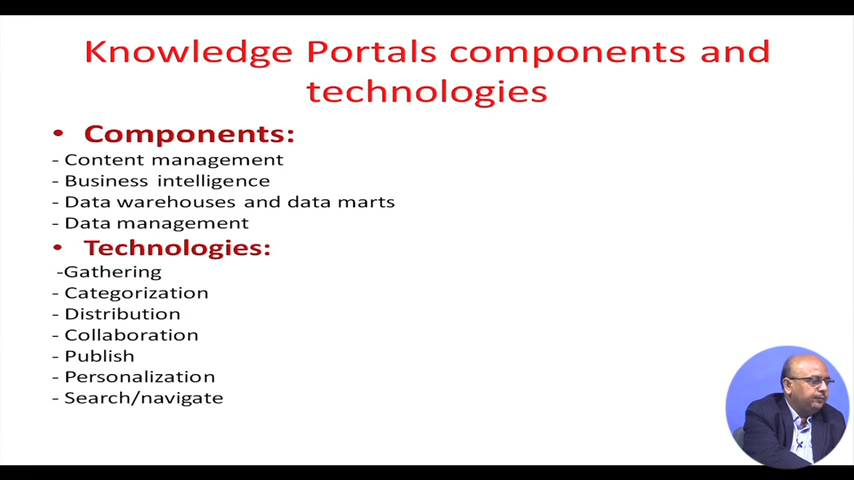 Knowledge Portals components and
technologies
• Components:
- Content management
- Business intelligence
- Data warehouses and data marts
- Data management
• Technologies:
-Gathering
- Categorization
- Distribution
- Collaboration
- Publish
- Personalization
- Search/navigate